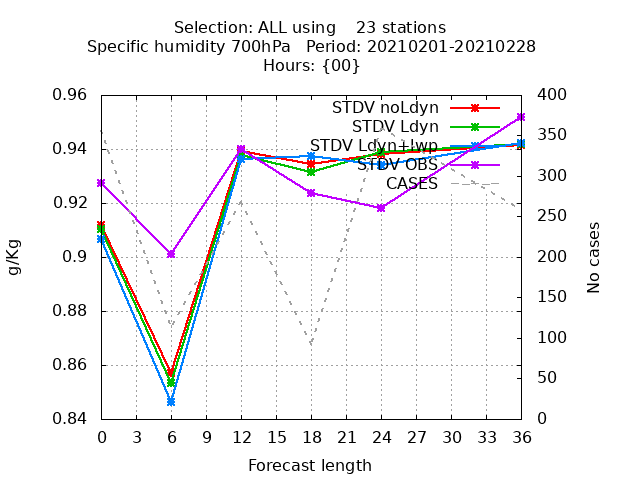 Selection: ALL using 23 stations
Specific humidity 700hPa Period: 20210201-20210228
Hours: {00}
0.96
0.94
0.92
0.9
0.88
0.86
0.84
g/Kg
STDV noLdyn
STDV Ldyn
STDV Ldyn+lwp
STDV OBS
CASES
400
350
300
250
200
150
100
50
0
No cases
0 3 6 9 12 15 18 21 24 27 30 33 36
Forecast length